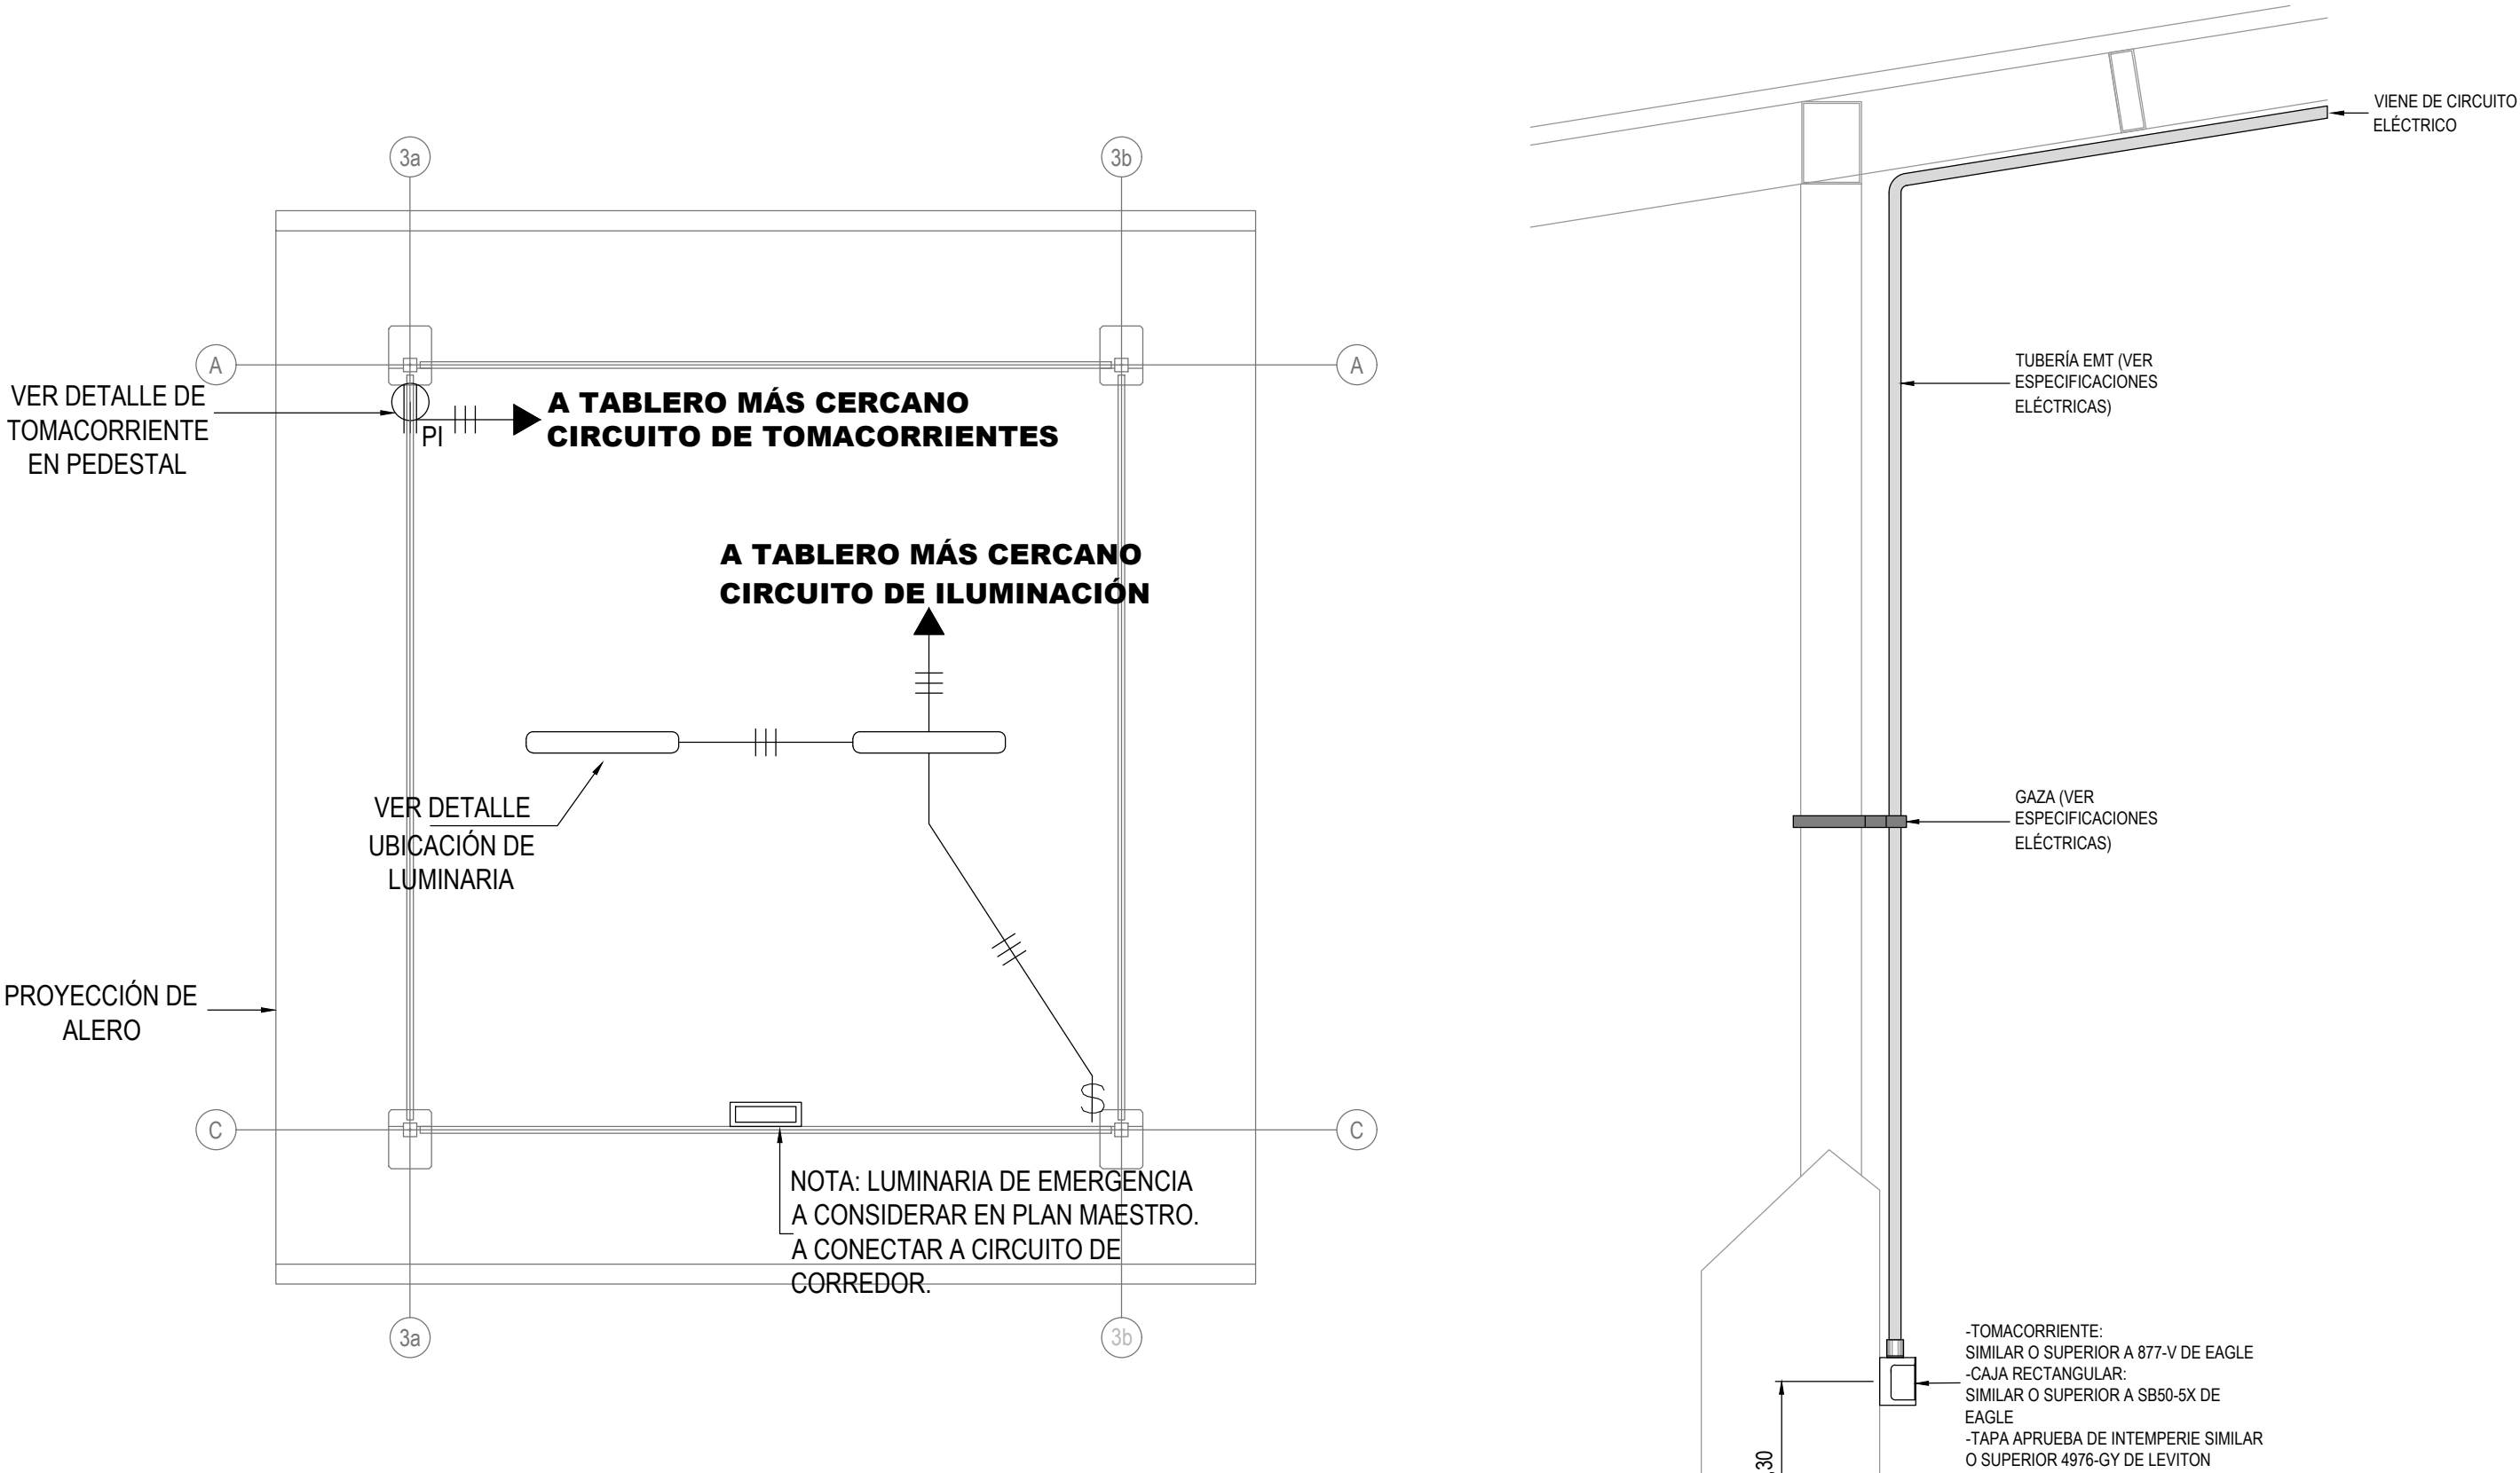 3a
3b
A
A
VER DETALLE DE
TOMACORRIENTE
EN PEDESTAL
PI
A TABLERO MÁS CERCANO
CIRCUITO DE TOMACORRIENTES
A TABLERO MÁS CERCANO
CIRCUITO DE ILUMINACIÓN
VER DETALLE
UBICACIÓN DE
LUMINARIA
PROYECCIÓN DE
ALERO
$
C
C
NOTA: LUMINARIA DE EMERGENCIA
A CONSIDERAR EN PLAN MAESTRO.
A CONECTAR A CIRCUITO DE
CORREDOR.
3a
3b
VIENE DE CIRCUITO
ELÉCTRICO
TUBERÍA EMT (VER
ESPECIFICACIONES
ELÉCTRICAS)
GAZA (VER
ESPECIFICACIONES
ELÉCTRICAS)
-TOMACORRIENTE:
SIMILAR O SUPERIOR A 877-V DE EAGLE
-CAJA RECTANGULAR:
SIMILAR O SUPERIOR A SB50-5X DE
EAGLE
-TAPA APRUEBA DE INTEMPERIE SIMILAR
O SUPERIOR 4976-GY DE LEVITON